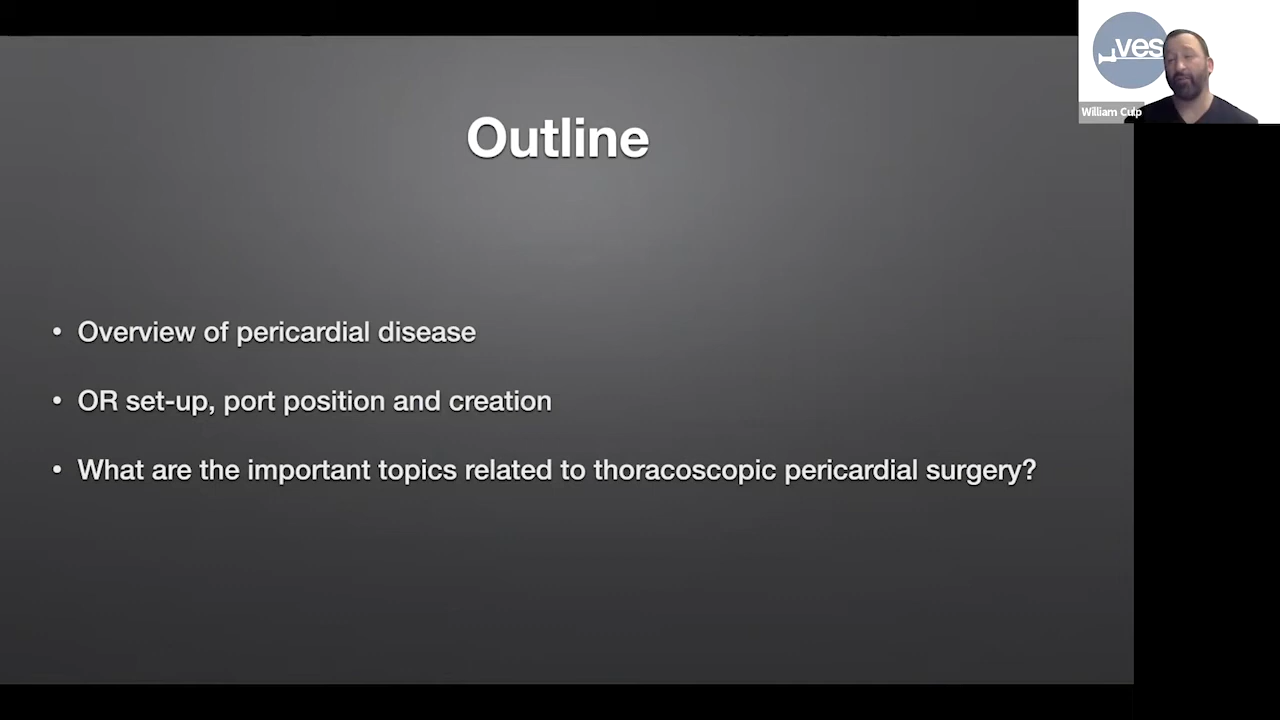 ves
William Culp
Outline
• Overview of pericardial disease
• OR set-up, port position and creation
• What are the important topics related to thoracoscopic pericardial surgery?